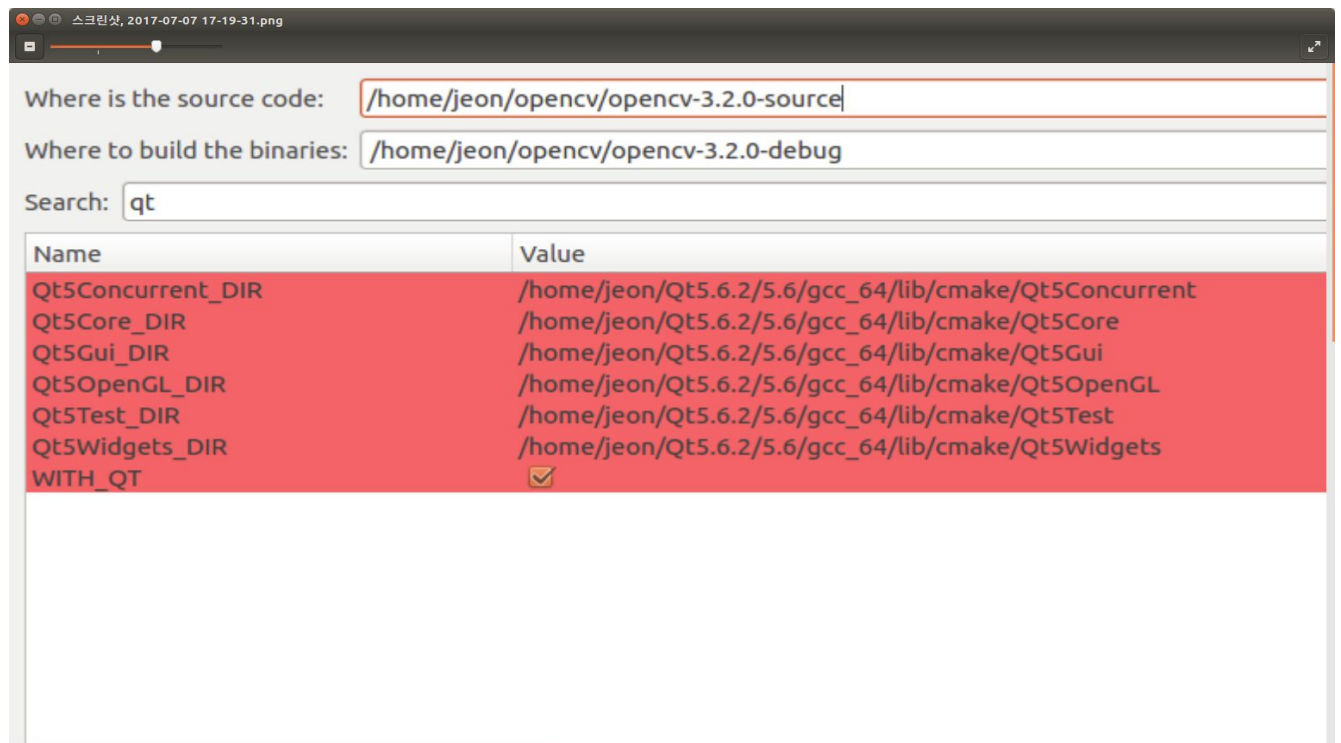 스크린샷, 2017-07-07 17-19-31.png
Where is the source code: /home/jeon/opencv/opencv-3.2.0-source
Where to build the binaries: /home/jeon/opencv/opencv-3.2.0-debug
Search: qt
Name Value
Qt5Concurrent_DIR /home/jeon/Qt5.6.2/5.6/gcc_64/lib/cmake/Qt5Concurrent
Qt5Core_DIR /home/jeon/Qt5.6.2/5.6/gcc_64/lib/cmake/Qt5Core
Qt5Gui_DIR /home/jeon/Qt5.6.2/5.6/gcc_64/lib/cmake/Qt5Gui
Qt5OpenGL_DIR /home/jeon/Qt5.6.2/5.6/gcc_64/lib/cmake/Qt5OpenGL
Qt5Test_DIR /home/jeon/Qt5.6.2/5.6/gcc_64/lib/cmake/Qt5Test
Qt5Widgets_DIR /home/jeon/Qt5.6.2/5.6/gcc_64/lib/cmake/Qt5Widgets
WITH_QT